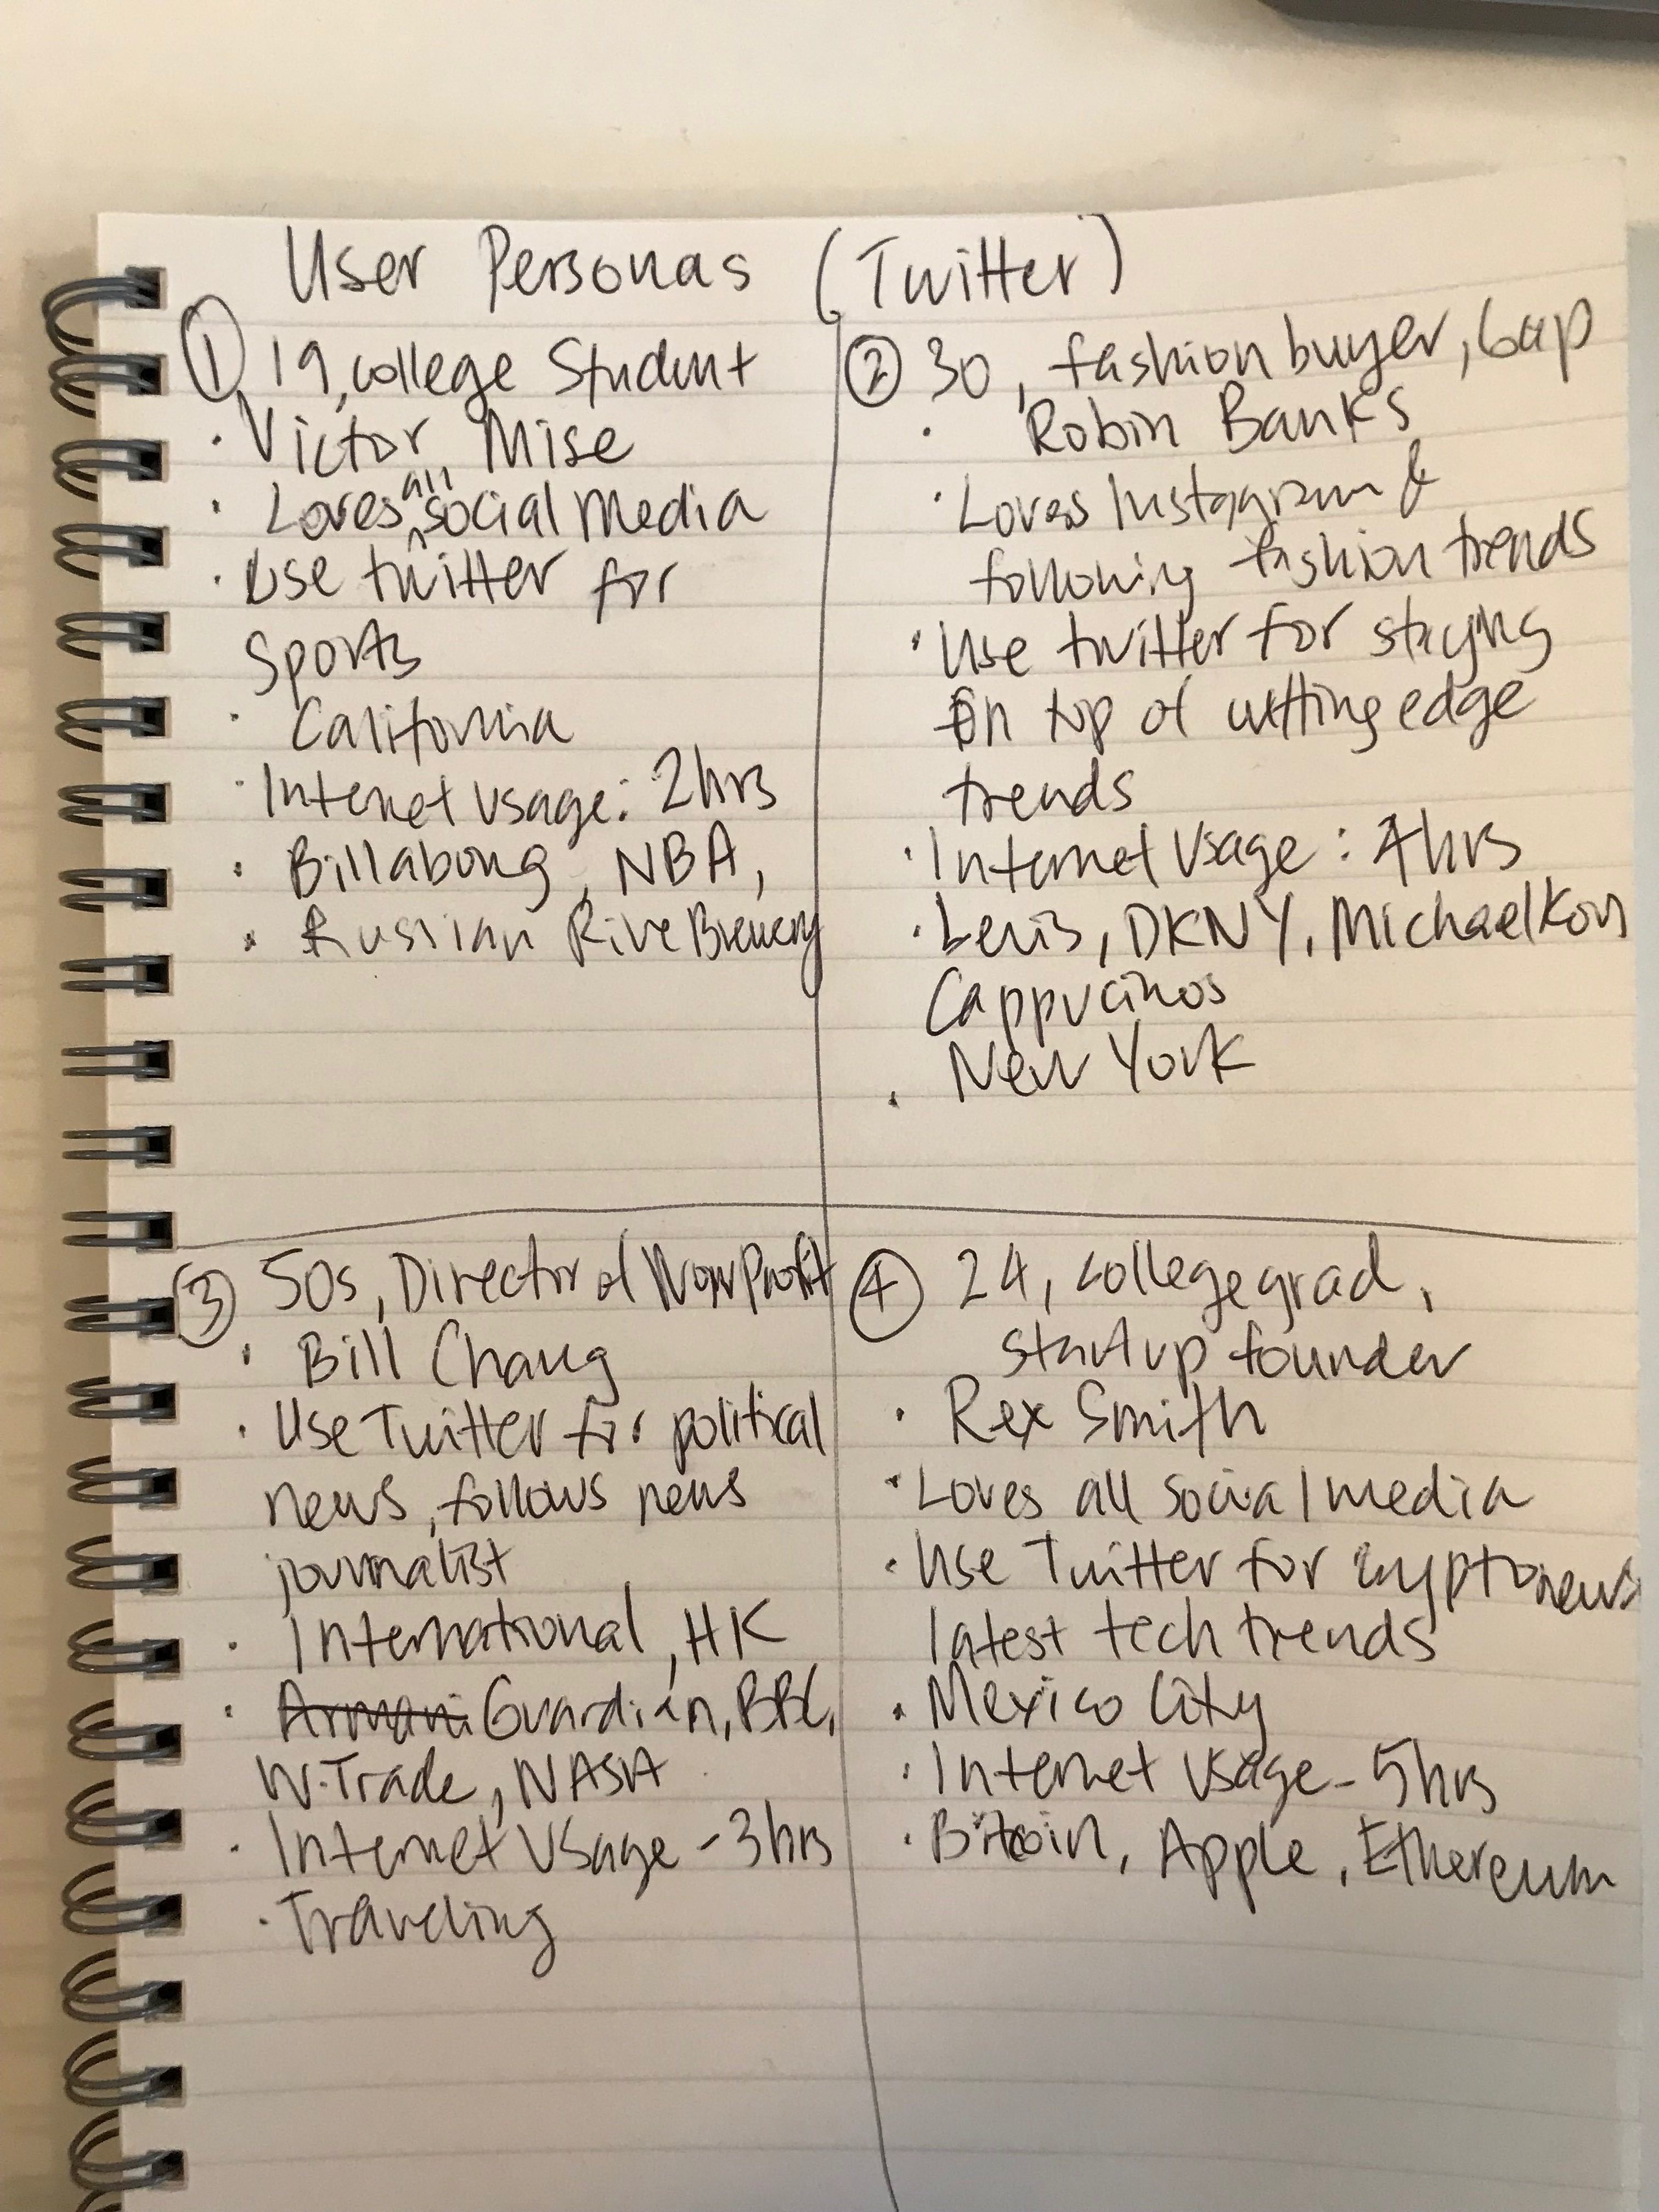 User Personas (Twitter)
① 19, college Student
· Victor Mise
· Loves all social media
· Use twitter for
Sports
· California
· Internet usage: 2hrs
· Billabong, NBA,
· Russian Rive Brewery
② 30, fashion buyer, Gap
· Robin Banks
· Loves Instagram &
following fashion trends
· Use twitter for staying
on top of cutting edge
trends
· Internet Usage: 4hrs
· Levis, DKNY, Michael Kors
Cappucinos
· New York
③ 50s, Director of Non Profit
· Bill Chang
· Use Twitter for political
news, follows news
journalist
· International, HK
· Armani Guardian, BBC,
W.Trade, NASA
· Internet Usage - 3hrs
· Traveling
④ 24, college grad,
startup founder
· Rex Smith
· Loves all social media
· Use Twitter for crypto news
latest tech trends
· Mexico City
· Internet Usage - 5hrs
· Bitcoin, Apple, Ethereum